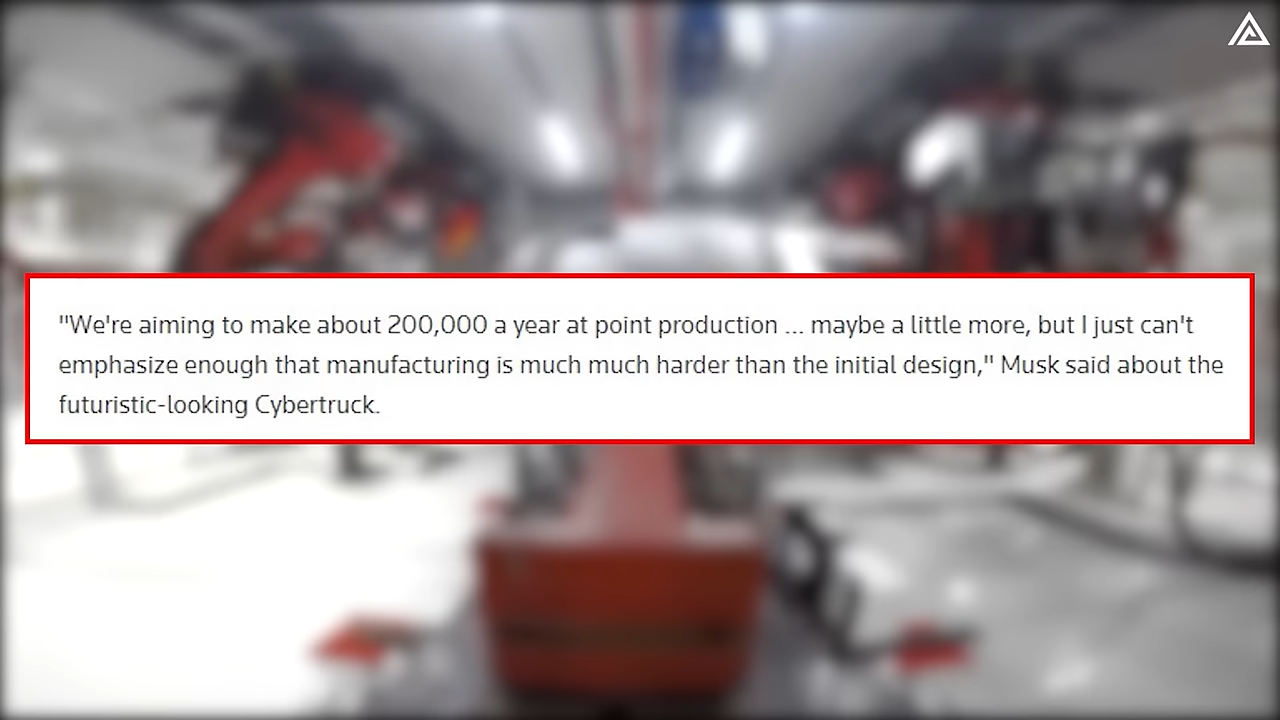 "We're aiming to make about 200,000 a year at point production ... maybe a little more, but I just can't
emphasize enough that manufacturing is much much harder than the initial design," Musk said about the
futuristic-looking Cybertruck.